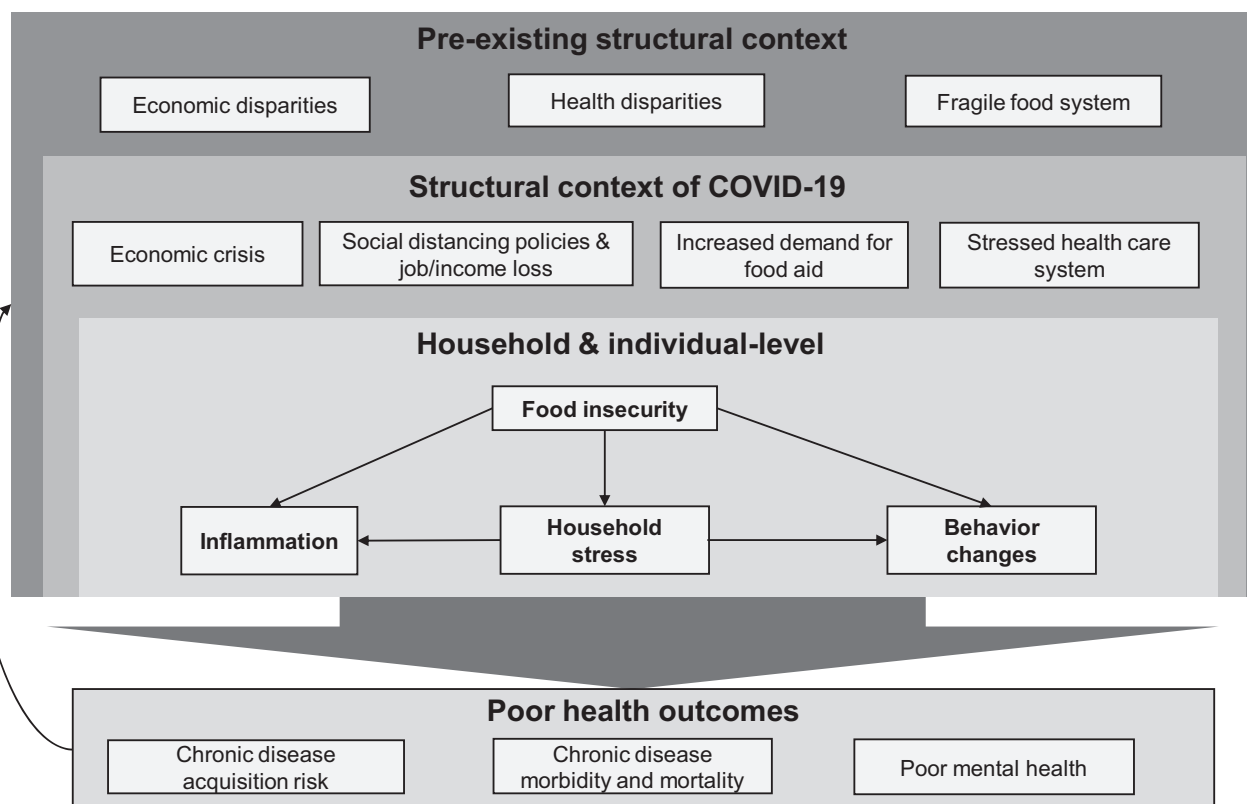 Pre-existing structural context
Economic disparities
Health disparities
Fragile food system
Structural context of COVID-19
Economic crisis
Social distancing policies &
job/income loss
Increased demand for
food aid
Stressed health care
system
Household & individual-level
Food insecurity
Inflammation
Household
stress
Behavior
changes
Poor health outcomes
Chronic disease
acquisition risk
Chronic disease
morbidity and mortality
Poor mental health